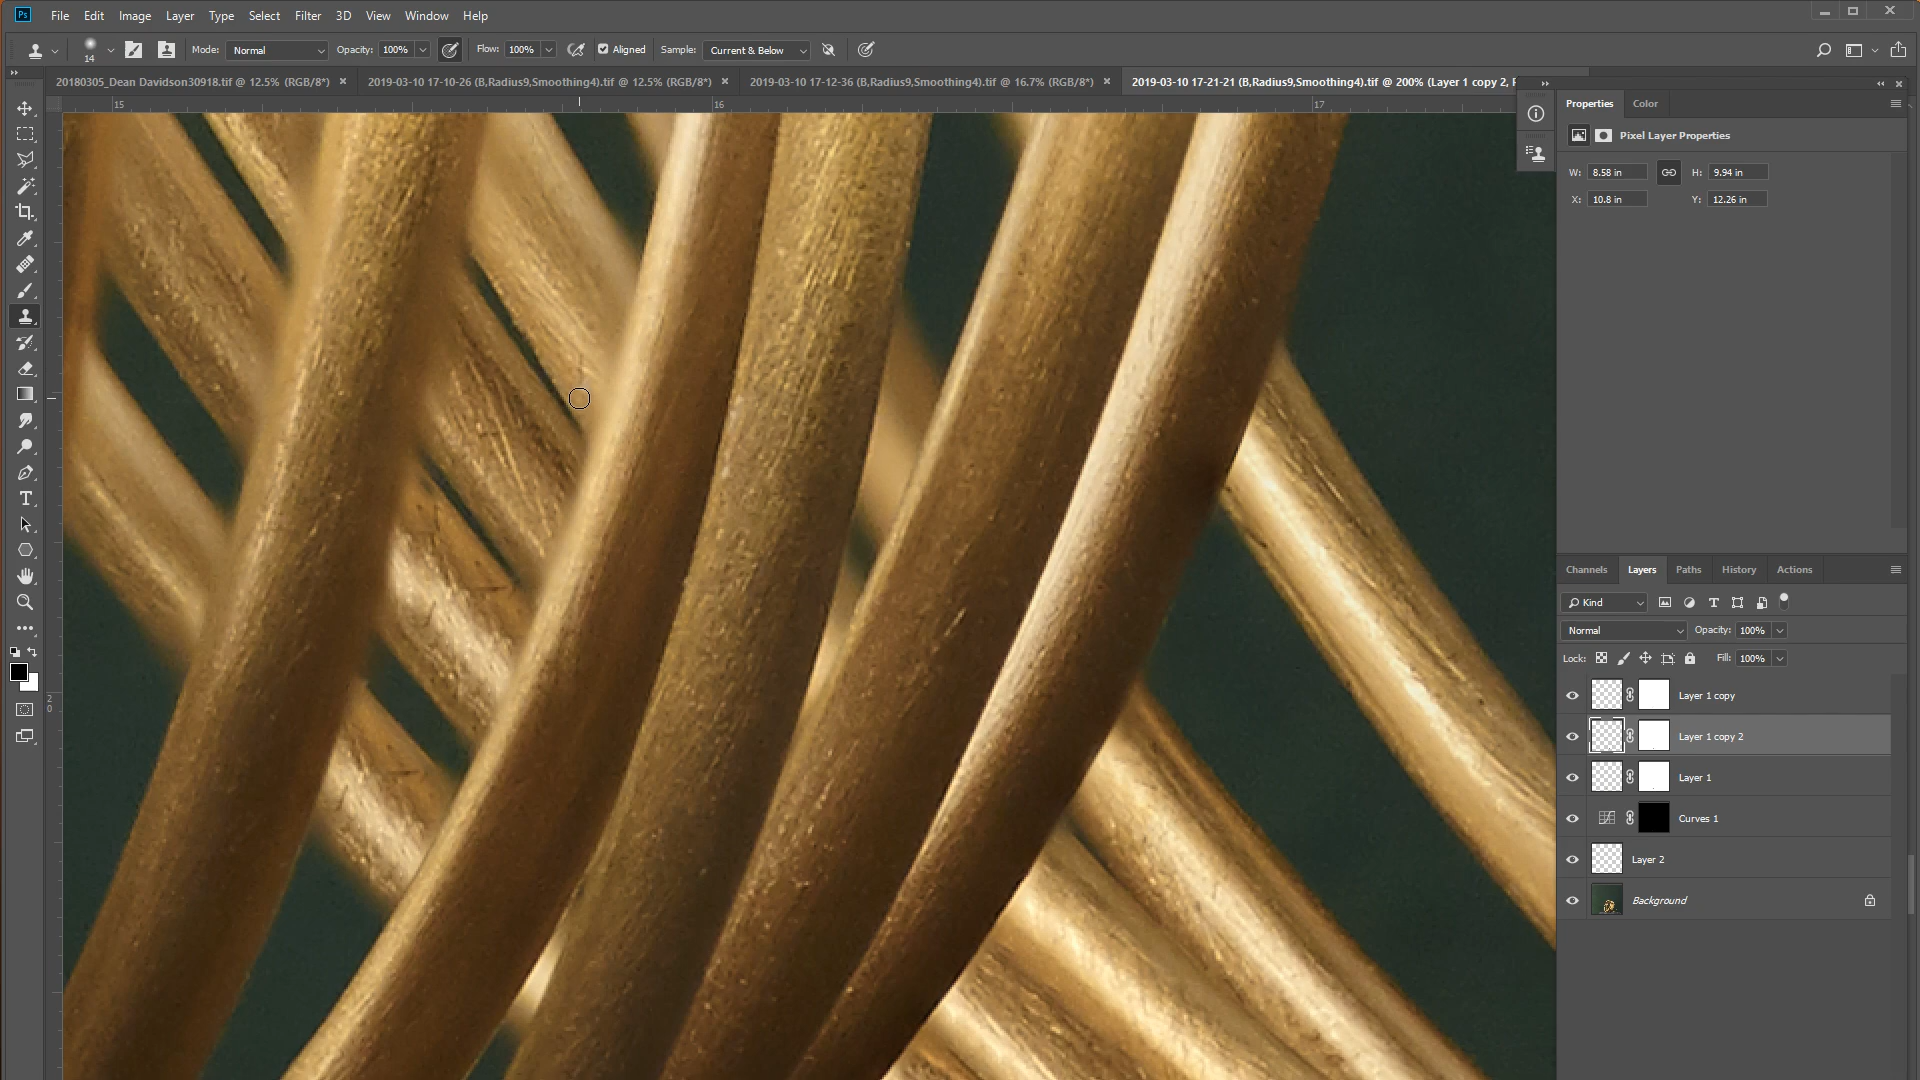 Ps File Edit Image Layer Type Select Filter 3D View Window Help
14 Mode: Normal Opacity: 100% Flow: 100% Aligned Sample: Current & Below
20180305_Dean Davidson30918.tif @ 12.5% (RGB/8*) 2019-03-10 17-10-26 (B,Radius9,Smoothing4).tif @ 12.5% (RGB/8*) 2019-03-10 17-12-36 (B,Radius9,Smoothing4).tif @ 16.7% (RGB/8*) 2019-03-10 17-21-21 (B,Radius9,Smoothing4).tif @ 200% (Layer 1 copy 2,
15 16 17
2
0
Properties Color
Pixel Layer Properties
W: 8.58 in H: 9.94 in
X: 10.8 in Y: 12.26 in
Channels Layers Paths History Actions
Kind
Normal Opacity: 100%
Lock: Fill: 100%
Layer 1 copy
Layer 1 copy 2
Layer 1
Curves 1
Layer 2
Background